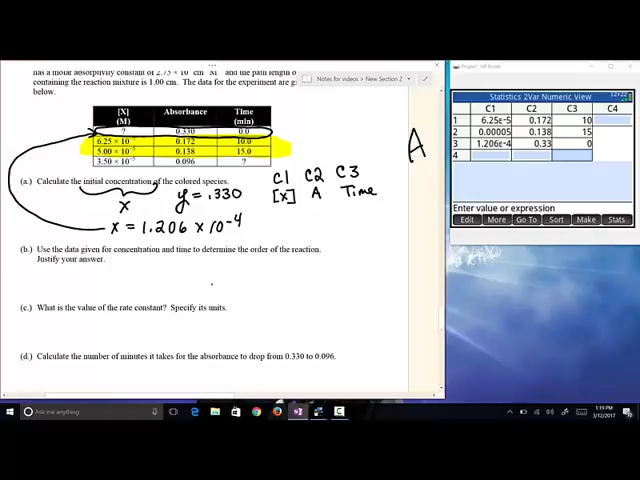 has a molar absorptivity constant of 2.75 × 10 cm M and the path length o
containing the reaction mixture is 1.00 cm. The data for the experiment are gi
below.
Notes for videos > New Section 2
[X] Absorbance Time
(M) (min)
? 0.330 0.0
6.25 × 10 0.172 10.0
5.00 × 10 0.138 15.0
3.50 × 10 0.096 ?
(a.) Calculate the initial concentration of the colored species.
C1 C2 C3
[x] A Time
x y = .330
x = 1.206 x 10-4
A
(b.) Use the data given for concentration and time to determine the order of the reaction.
Justify your answer.
(c.) What is the value of the rate constant? Specify its units.
(d.) Calculate the number of minutes it takes for the absorbance to drop from 0.330 to 0.096.
Statistics 2Var Numeric View
C1 C2 C3 C4
1 6.25E-5 0.172 10
2 0.00005 0.138 15
3 1.206E-4 0.33 0
4
Enter value or expression
Edit More Go To Sort Make Stats
Ask me anything
1:19 PM
3/12/2017